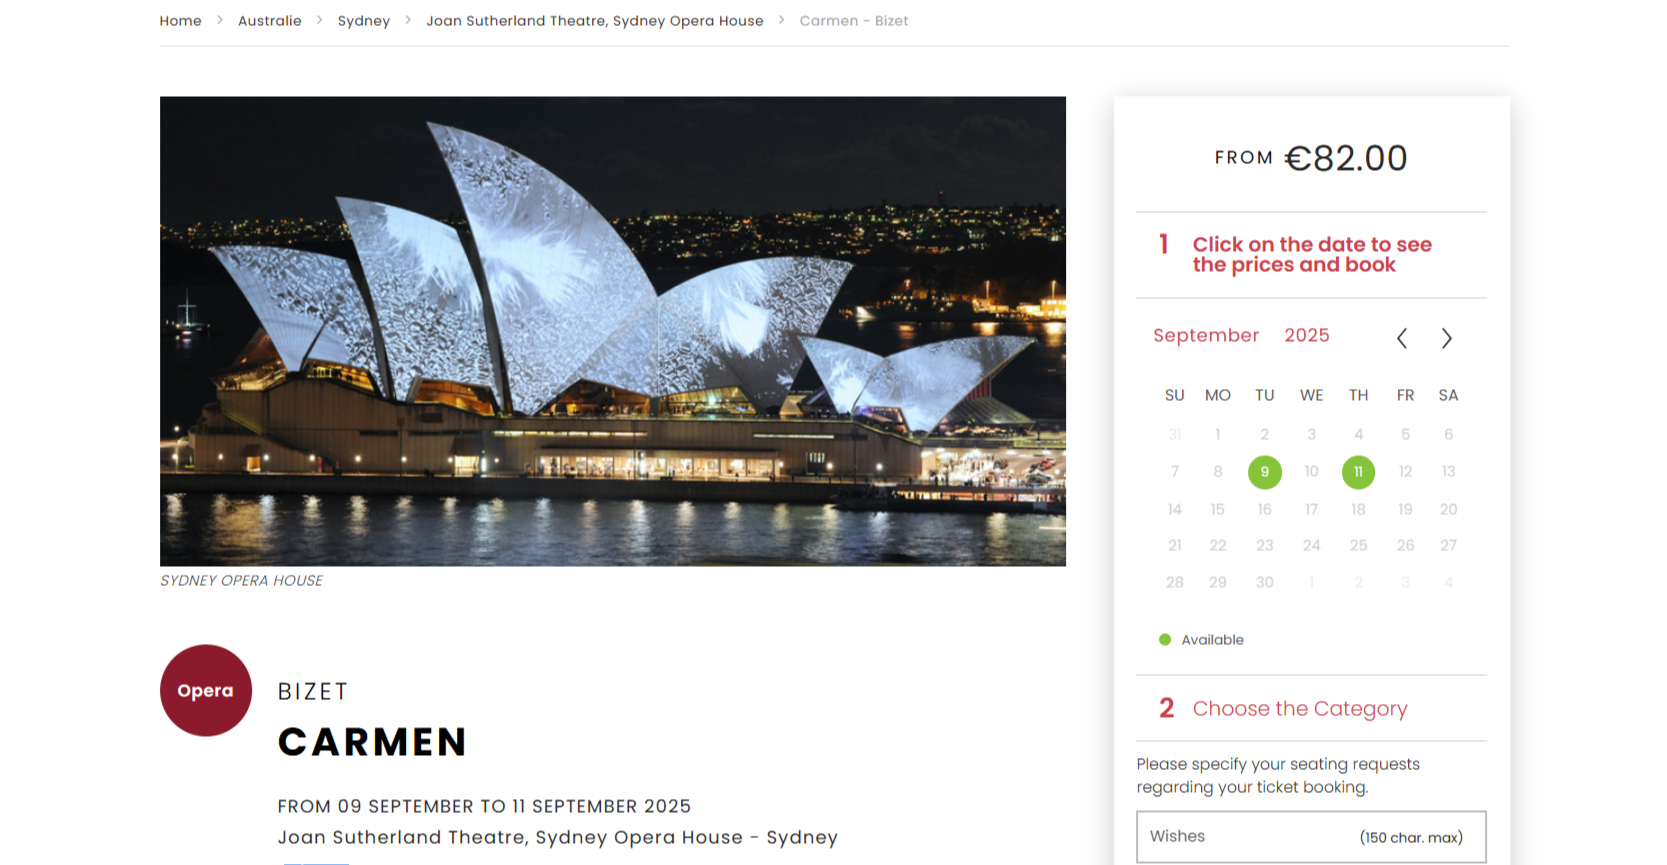 Home > Australie > Sydney > Joan Sutherland Theatre, Sydney Opera House > Carmen - Bizet
SYDNEY OPERA HOUSE
Opera
BIZET
CARMEN
FROM 09 SEPTEMBER TO 11 SEPTEMBER 2025
Joan Sutherland Theatre, Sydney Opera House - Sydney
FROM €82.00
1 Click on the date to see
the prices and book
September 2025
SU MO TU WE TH FR SA
31 1 2 3 4 5 6
7 8 9 10 11 12 13
14 15 16 17 18 19 20
21 22 23 24 25 26 27
28 29 30 1 2 3 4
Available
2 Choose the Category
Please specify your seating requests
regarding your ticket booking.
Wishes (150 char. max)